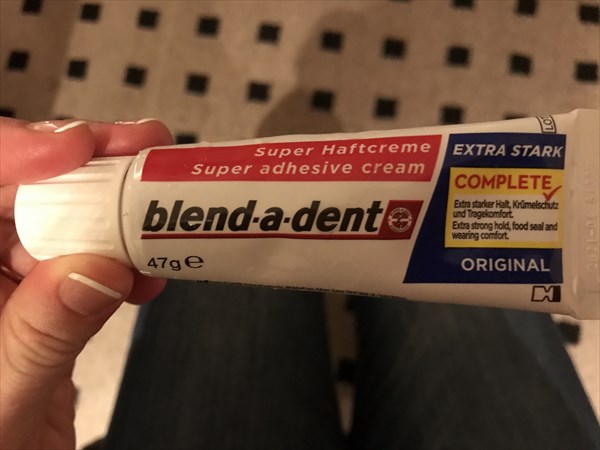 Super Haftcreme
Super adhesive cream
blend-a-dent
47g e
EXTRA STARK
COMPLETE
Extra starker Halt, Krümelschutz
und Tragekomfort.
Extra strong hold, food seal and
wearing comfort.
ORIGINAL